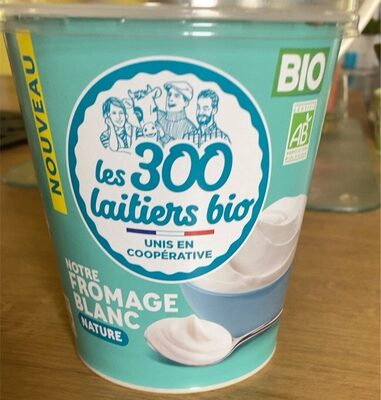 NOUVEAU
BIO
AB
les 300
laitiers bio
UNIS EN
COOPÉRATIVE
NOTRE
FROMAGE
BLANC
NATURE